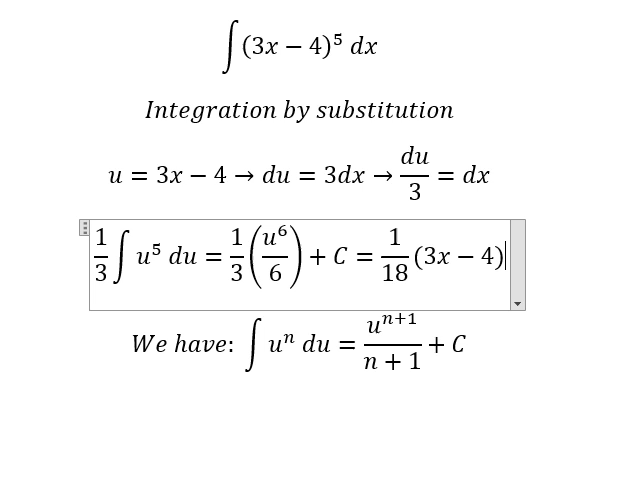 ∫(3x − 4)⁵ dx
Integration by substitution
u = 3x − 4 → du = 3dx → du/3 = dx
1/3 ∫ u⁵ du = 1/3 (u⁶/6) + C = 1/18 (3x − 4)
We have: ∫ uⁿ du = uⁿ⁺¹/(n + 1) + C